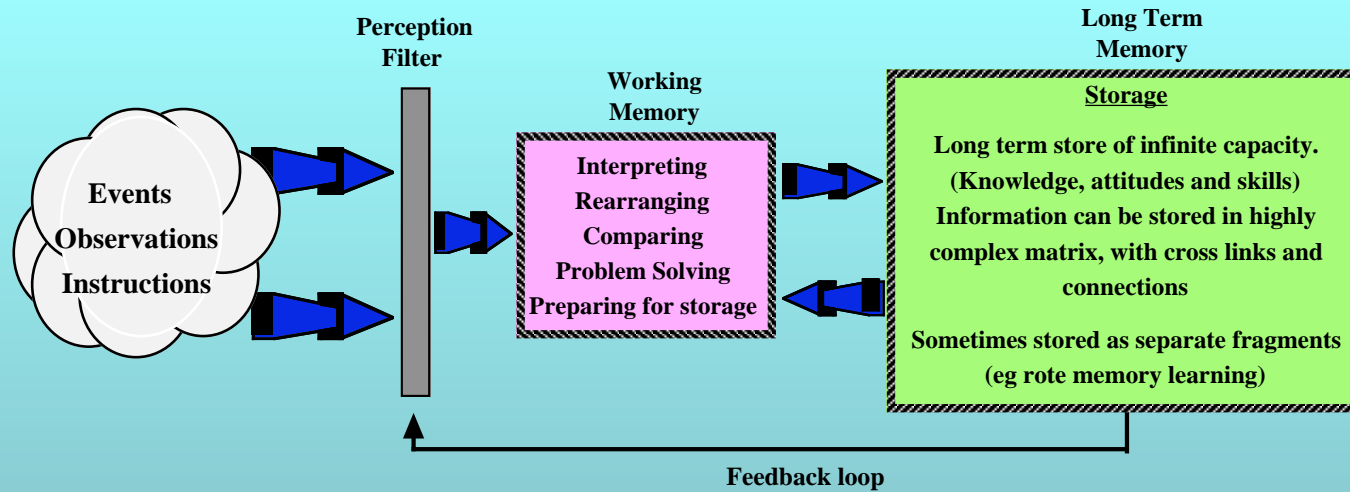 Events
Observations
Instructions
Perception
Filter
Working
Memory
Interpreting
Rearranging
Comparing
Problem Solving
Preparing for storage
Long Term
Memory
Storage
Long term store of infinite capacity.
(Knowledge, attitudes and skills)
Information can be stored in highly
complex matrix, with cross links and
connections
Sometimes stored as separate fragments
(eg rote memory learning)
Feedback loop